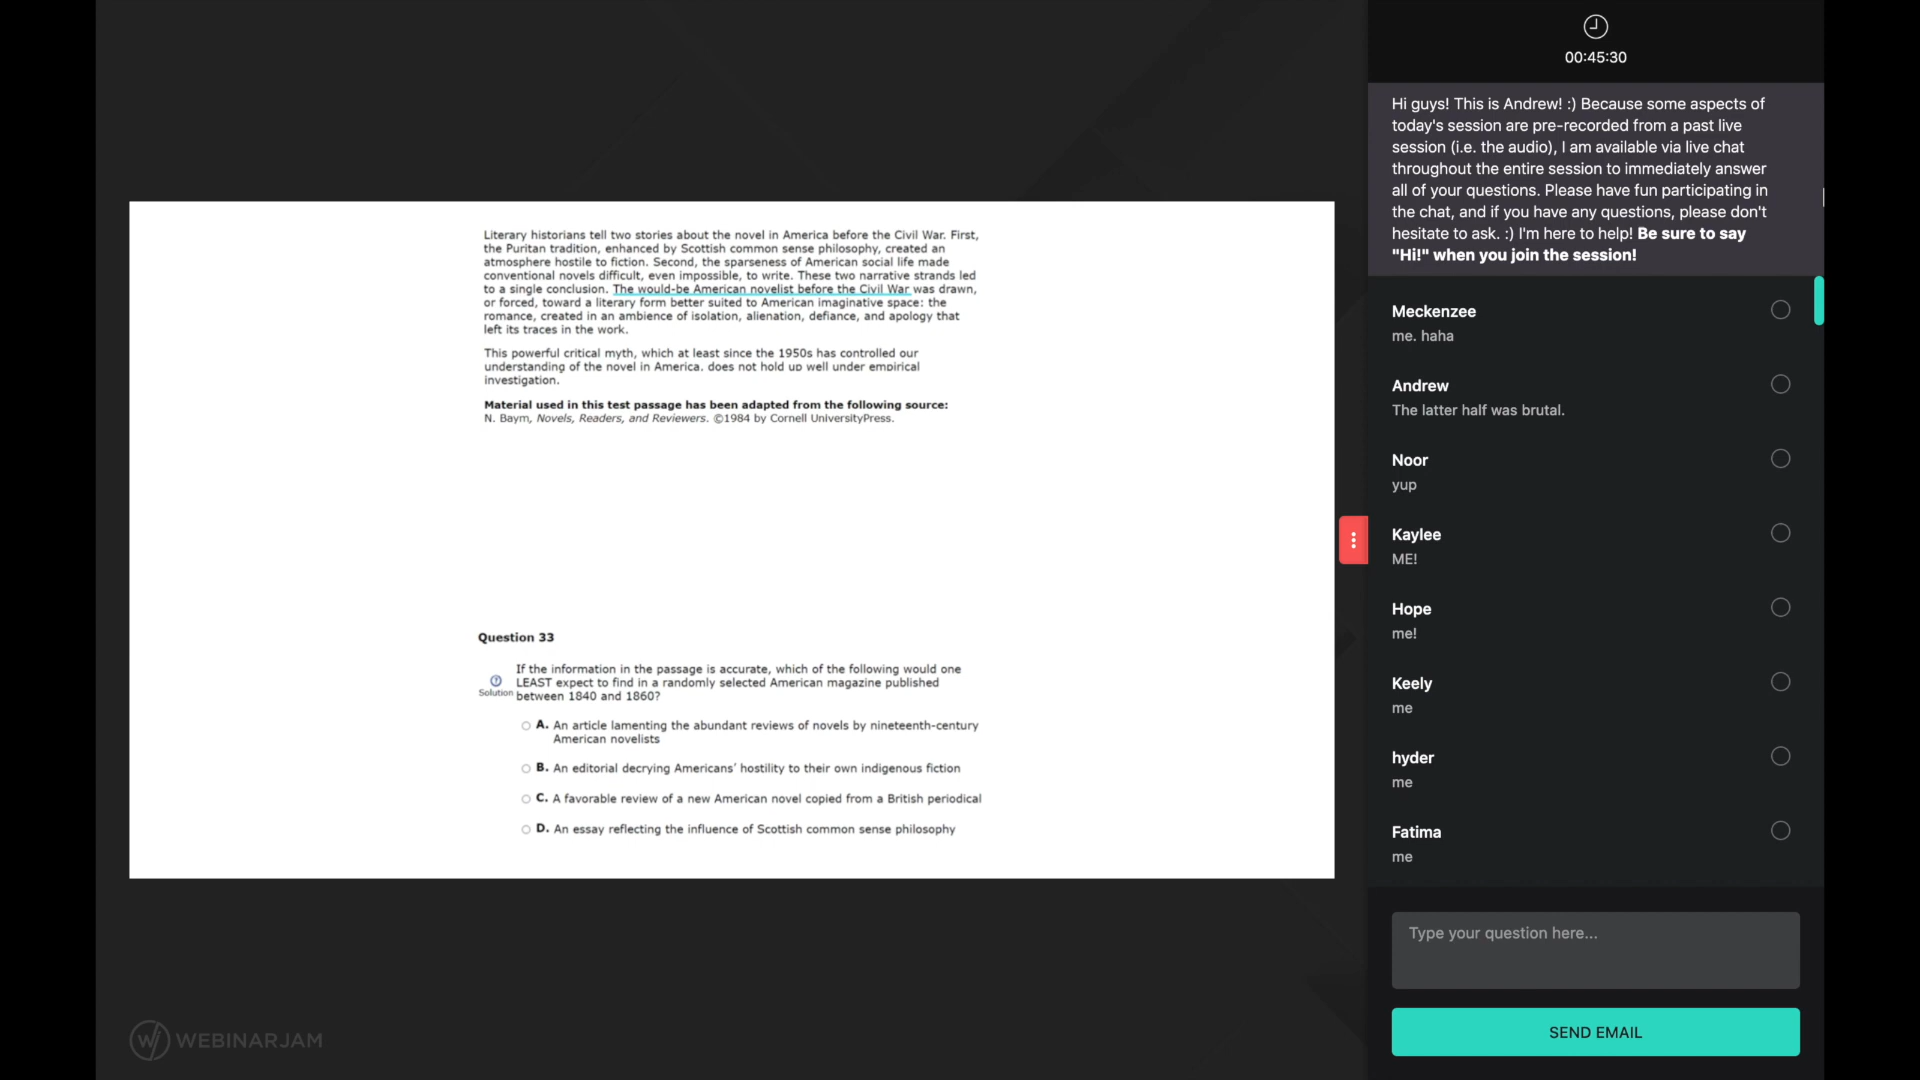 Literary historians tell two stories about the novel in America before the Civil War. First,
the Puritan tradition, enhanced by Scottish common sense philosophy, created an
atmosphere hostile to fiction. Second, the sparseness of American social life made
conventional novels difficult, even impossible, to write. These two narrative strands led
to a single conclusion. The would-be American novelist before the Civil War was drawn,
or forced, toward a literary form better suited to American imaginative space: the
romance, created in an ambience of isolation, alienation, defiance, and apology that
left its traces in the work.
This powerful critical myth, which at least since the 1950s has controlled our
understanding of the novel in America. does not hold up well under empirical
investigation.
Material used in this test passage has been adapted from the following source:
N. Baym, Novels, Readers, and Reviewers. ©1984 by Cornell UniversityPress.
Question 33
Solution
If the information in the passage is accurate, which of the following would one
LEAST expect to find in a randomly selected American magazine published
between 1840 and 1860?
A. An article lamenting the abundant reviews of novels by nineteenth-century
American novelists
B. An editorial decrying Americans' hostility to their own indigenous fiction
C. A favorable review of a new American novel copied from a British periodical
D. An essay reflecting the influence of Scottish common sense philosophy
WEBINARJAM
00:45:30
Hi guys! This is Andrew! :) Because some aspects of
today's session are pre-recorded from a past live
session (i.e. the audio), I am available via live chat
throughout the entire session to immediately answer
all of your questions. Please have fun participating in
the chat, and if you have any questions, please don't
hesitate to ask. :) I'm here to help! Be sure to say
"Hi!" when you join the session!
Meckenzee
me. haha
Andrew
The latter half was brutal.
Noor
yup
Kaylee
ME!
Hope
me!
Keely
me
hyder
me
Fatima
me
Type your question here...
SEND EMAIL